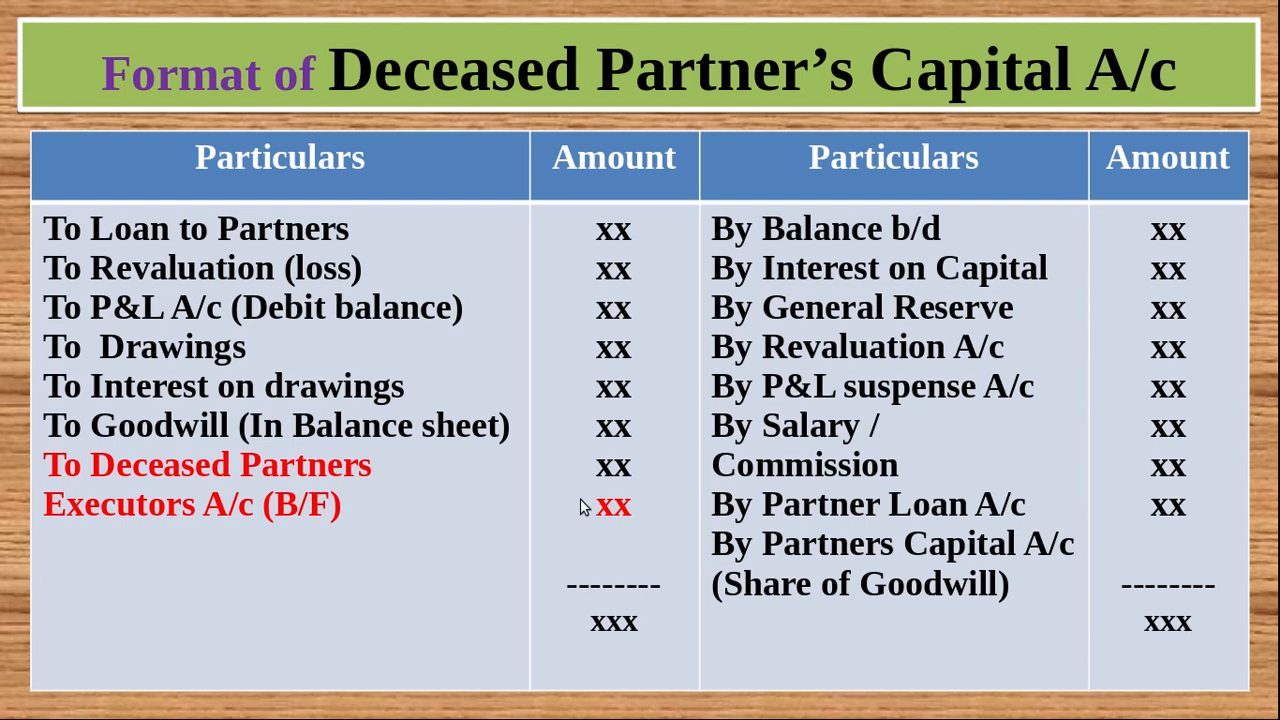 Format of Deceased Partner’s Capital A/c
Particulars
Amount
Particulars
Amount
To Loan to Partners
To Revaluation (loss)
To P&L A/c (Debit balance)
To Drawings
To Interest on drawings
To Goodwill (In Balance sheet)
To Deceased Partners
Executors A/c (B/F)
xx
xx
xx
xx
xx
xx
xx
xx
--------
xxx
By Balance b/d
By Interest on Capital
By General Reserve
By Revaluation A/c
By P&L suspense A/c
By Salary /
Commission
By Partner Loan A/c
By Partners Capital A/c
(Share of Goodwill)
xx
xx
xx
xx
xx
xx
xx
xx
--------
xxx